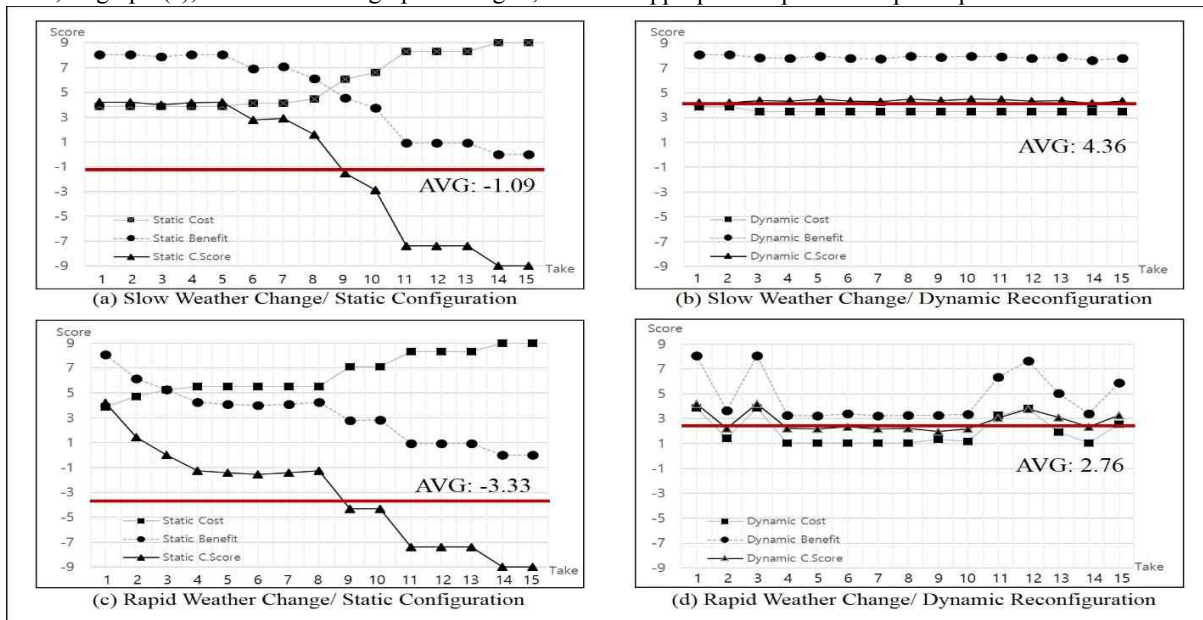 Score
9
7
5
3
1
-1
-3
-5
-7
-9
AVG: -1.09
Static Cost
Static Benefit
Static C.Score
1 2 3 4 5 6 7 8 9 10 11 12 13 14 15 Take
(a) Slow Weather Change/ Static Configuration
Score
9
7
5
3
1
-1
-3
-5
-7
-9
AVG: 4.36
Dynamic Cost
Dynamic Benefit
Dynamic C.Score
1 2 3 4 5 6 7 8 9 10 11 12 13 14 15 Take
(b) Slow Weather Change/ Dynamic Reconfiguration
Score
9
7
5
3
1
-1
-3
-5
-7
-9
AVG: -3.33
Static Cost
Static Benefit
Static C.Score
1 2 3 4 5 6 7 8 9 10 11 12 13 14 15 Take
(c) Rapid Weather Change/ Static Configuration
Score
9
7
5
3
1
-1
-3
-5
-7
-9
AVG: 2.76
Dynamic Cost
Dynamic Benefit
Dynamic C.Score
1 2 3 4 5 6 7 8 9 10 11 12 13 14 15 Take
(d) Rapid Weather Change/ Dynamic Reconfiguration